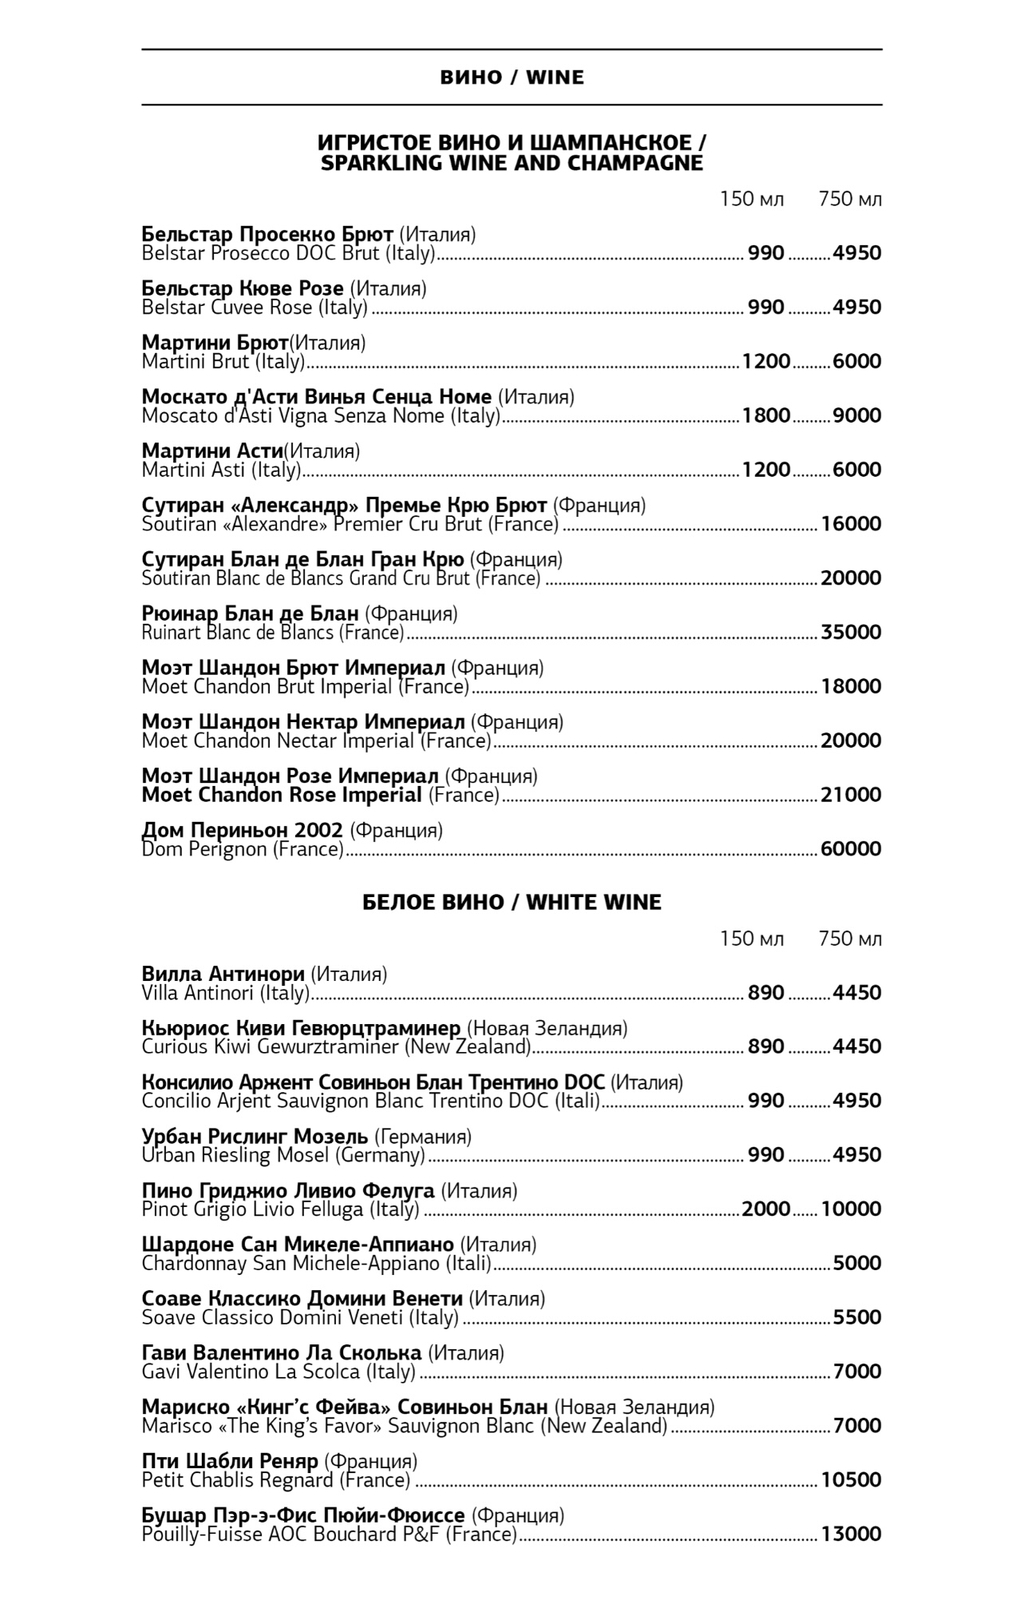 ВИНО / WINE
ИГРИСТОЕ ВИНО И ШАМПАНСКОЕ /
SPARKLING WINE AND CHAMPAGNE
150 мл 750 мл
Бельстар Просекко Брют (Италия)
Belstar Prosecco DOC Brut (Italy)........ 990 ........4950
Бельстар Кюве Розе (Италия)
Belstar Cuvee Rose (Italy) ........ 990 ........4950
Мартини Брют(Италия)
Martini Brut (Italy)........1200........6000
Москато д'Асти Винья Сенца Номе (Италия)
Moscato d'Asti Vigna Senza Nome (Italy)........1800........9000
Мартини Асти(Италия)
Martini Asti (Italy)........1200........6000
Сутиран «Александр» Премье Крю Брют (Франция)
Soutiran «Alexandre» Premier Cru Brut (France) ........ 16000
Сутиран Блан де Блан Гран Крю (Франция)
Soutiran Blanc de Blancs Grand Cru Brut (France) ........ 20000
Рюинар Блан де Блан (Франция)
Ruinart Blanc de Blancs (France)........ 35000
Моэт Шандон Брют Империал (Франция)
Moet Chandon Brut Imperial (France)........ 18000
Моэт Шандон Нектар Империал (Франция)
Moet Chandon Nectar Imperial (France)........ 20000
Моэт Шандон Розе Империал (Франция)
Moet Chandon Rose Imperial (France)........ 21000
Дом Периньон 2002 (Франция)
Dom Perignon (France)........ 60000
БЕЛОЕ ВИНО / WHITE WINE
150 мл 750 мл
Вилла Антинори (Италия)
Villa Antinori (Italy)........ 890 ........4450
Кьюриос Киви Гевюрцтраминер (Новая Зеландия)
Curious Kiwi Gewurztraminer (New Zealand)........ 890 ........4450
Консилио Аржент Совиньон Блан Трентино DOC (Италия)
Concilio Arjent Sauvignon Blanc Trentino DOC (Itali)........ 990 ........4950
Урбан Рислинг Мозель (Германия)
Urban Riesling Mosel (Germany)........ 990 ........4950
Пино Гриджио Ливио Фелуга (Италия)
Pinot Grigio Livio Felluga (Italy) ........2000...... 10000
Шардоне Сан Микеле-Аппиано (Италия)
Chardonnay San Michele-Appiano (Itali)........5000
Соаве Классико Домини Венети (Италия)
Soave Classico Domini Veneti (Italy) ........5500
Гави Валентино Ла Сколька (Италия)
Gavi Valentino La Scolca (Italy) ........7000
Мариско «Кинг’с Фейва» Совиньон Блан (Новая Зеландия)
Marisco «The King’s Favor» Sauvignon Blanc (New Zealand) ........7000
Пти Шабли Реняр (Франция)
Petit Chablis Regnard (France) ........ 10500
Бушар Пэр-э-Фис Пюйи-Фюиссе (Франция)
Pouilly-Fuisse AOC Bouchard P&F (France)........ 13000